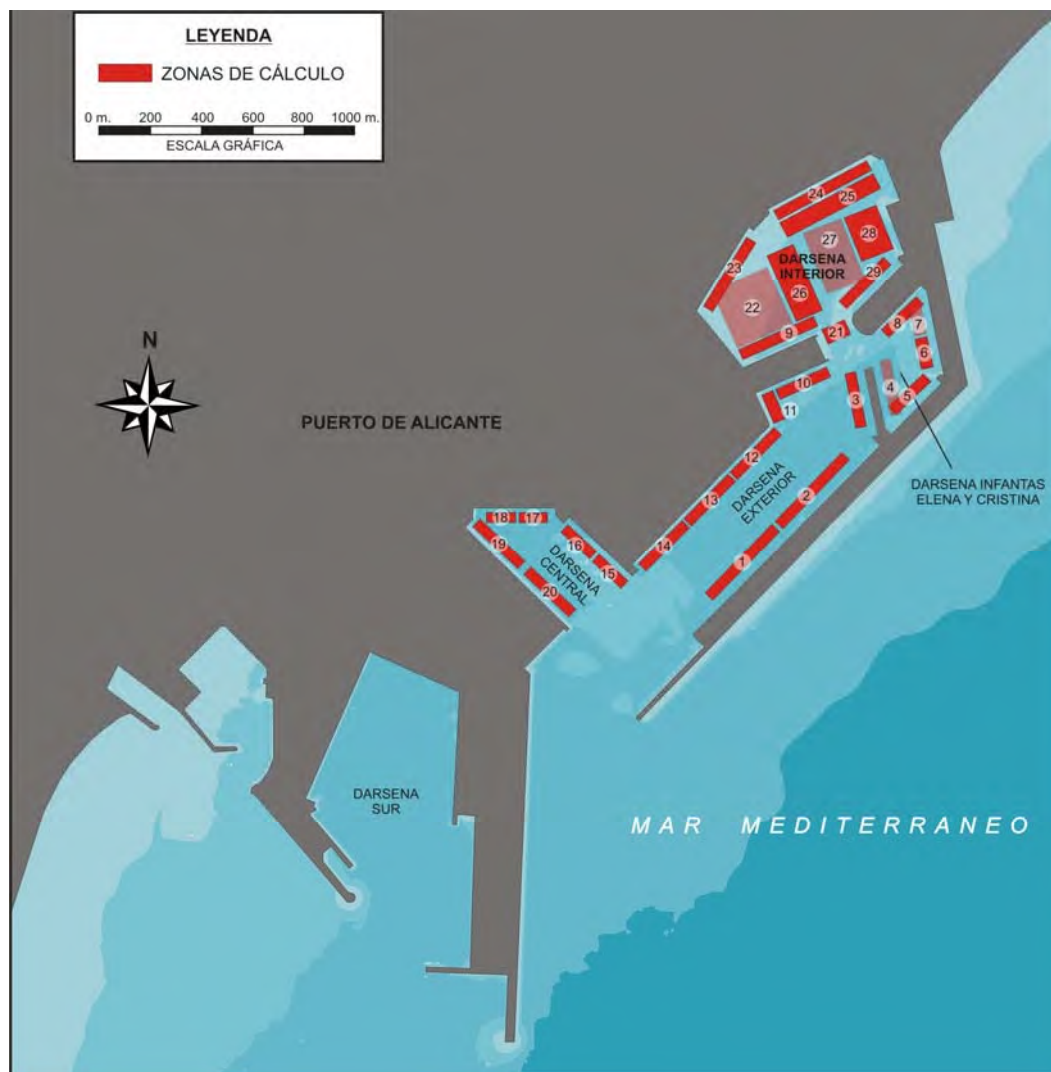 LEYENDA
ZONAS DE CÁLCULO
0 m. 200 400 600 800 1000 m.
ESCALA GRÁFICA
N
PUERTO DE ALICANTE
24
25
27
28
23
DARSENA
INTERIOR
29
22
26
9
21
8
7
6
10
3
4
5
11
12
DARSENA INFANTAS
ELENA Y CRISTINA
13
DARSENA
EXTERIOR
2
18
17
16
14
19
DARSENA
CENTRAL
15
1
20
DARSENA
SUR
MAR MEDITERRANEO